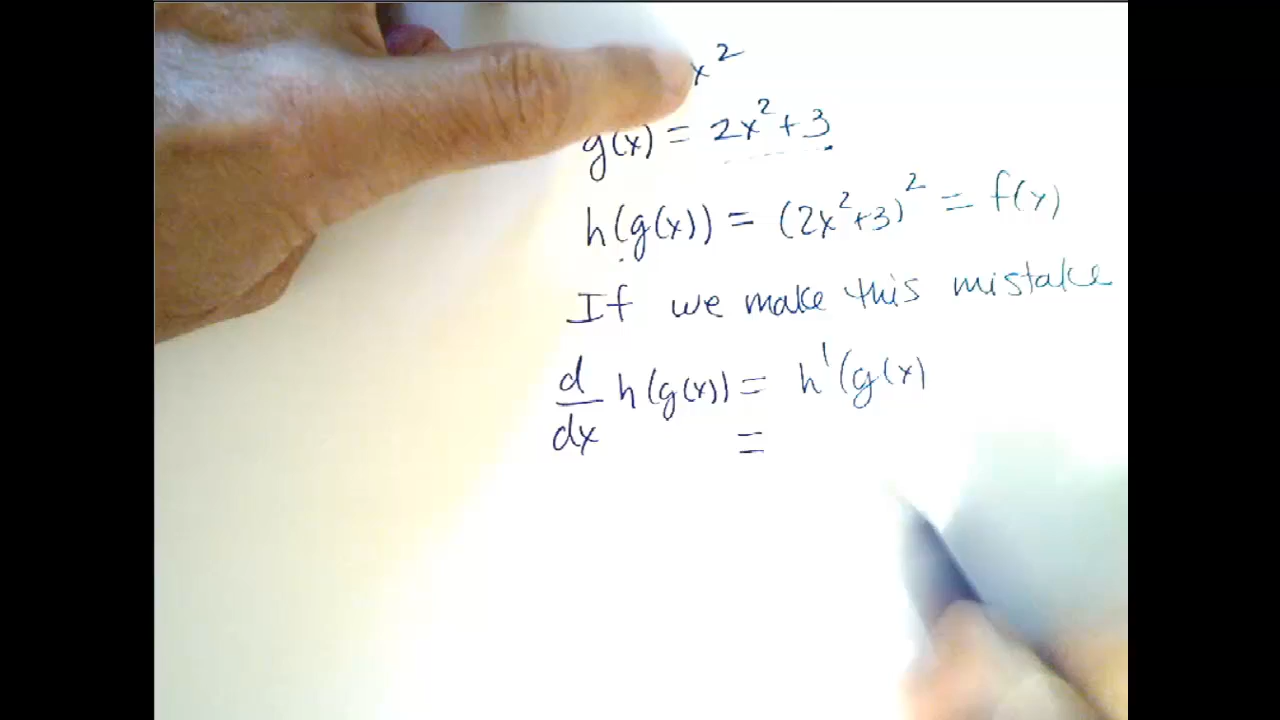 x²
g(x) = 2x²+3
h(g(x)) = (2x²+3)² = f(x)
If we make this mistake
d/dx h(g(x)) = h'(g(x)
=